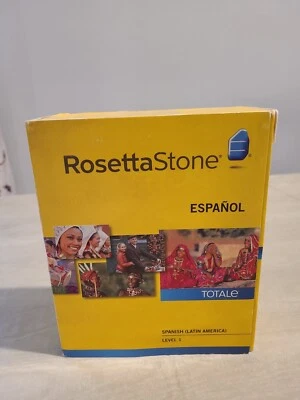 RosettaStone®
ESPAÑOL
TOTALe
SPANISH (LATIN AMERICA)
LEVEL 1